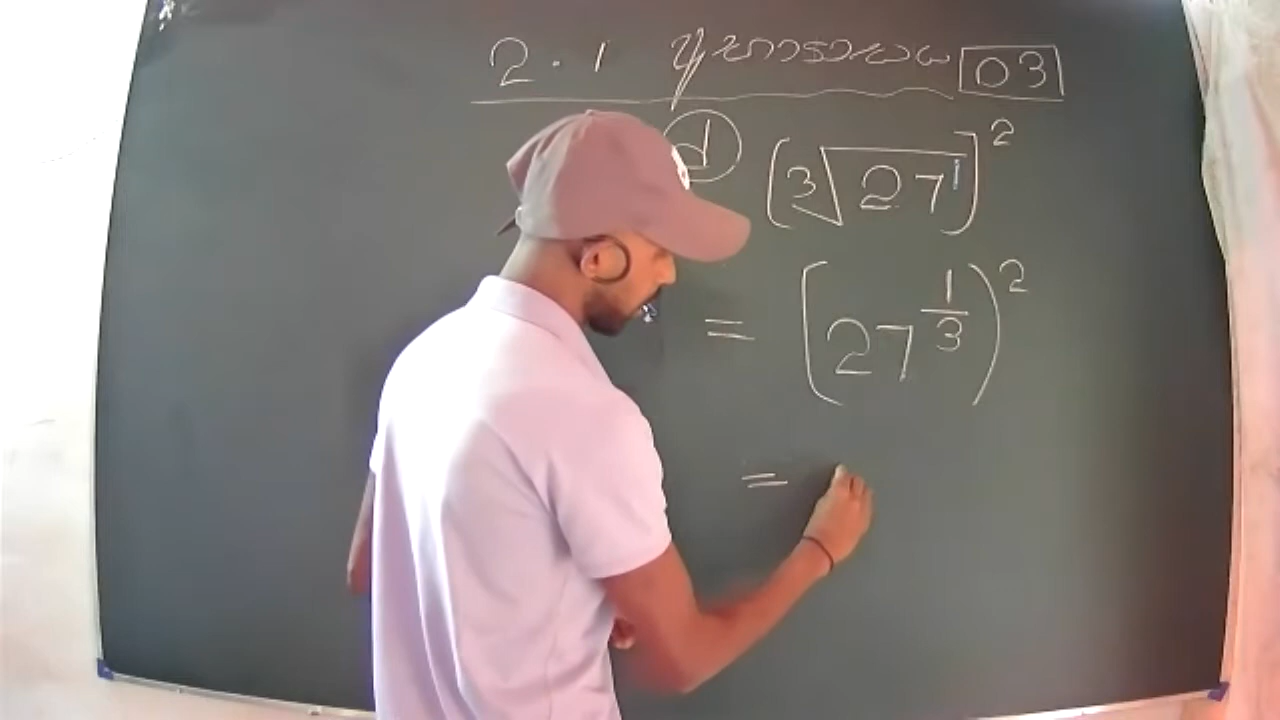 2.1 අභ්‍යාසය 03
d (∛27¹)²
= (27^(1/3))²
=